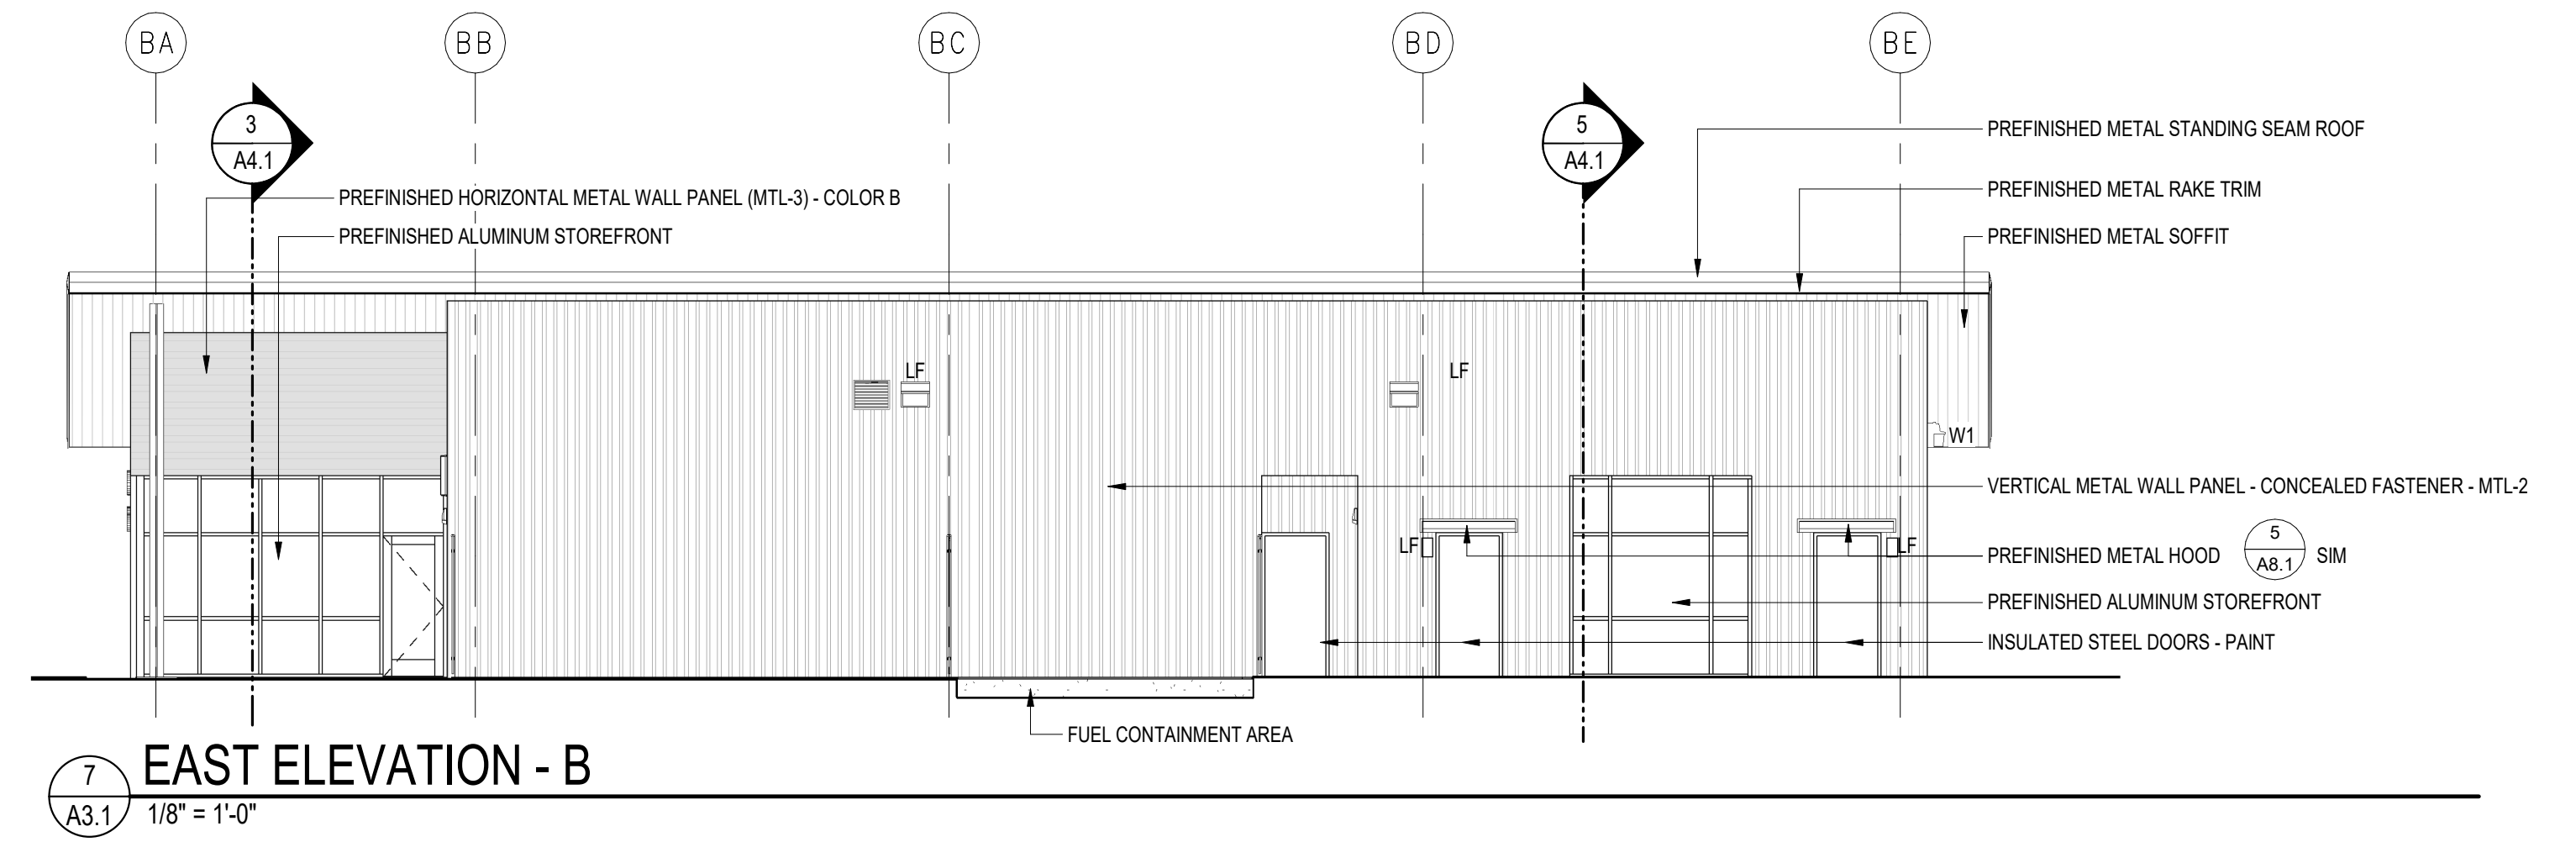 BA
BB
BC
BD
BE
3
A4.1
5
A4.1
PREFINISHED METAL STANDING SEAM ROOF
PREFINISHED HORIZONTAL METAL WALL PANEL (MTL-3) - COLOR B
PREFINISHED METAL RAKE TRIM
PREFINISHED ALUMINUM STOREFRONT
PREFINISHED METAL SOFFIT
LF
LF
W1
VERTICAL METAL WALL PANEL - CONCEALED FASTENER - MTL-2
LF
LF
PREFINISHED METAL HOOD
5
A8.1
SIM
PREFINISHED ALUMINUM STOREFRONT
INSULATED STEEL DOORS - PAINT
FUEL CONTAINMENT AREA
7
A3.1
EAST ELEVATION - B
1/8" = 1'-0"